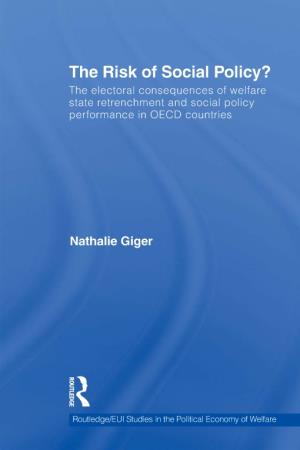 The Risk of Social Policy?
The electoral consequences of welfare
state retrenchment and social policy
performance in OECD countries
Nathalie Giger
ROUTLEDGE
Routledge/EUI Studies in the Political Economy of Welfare